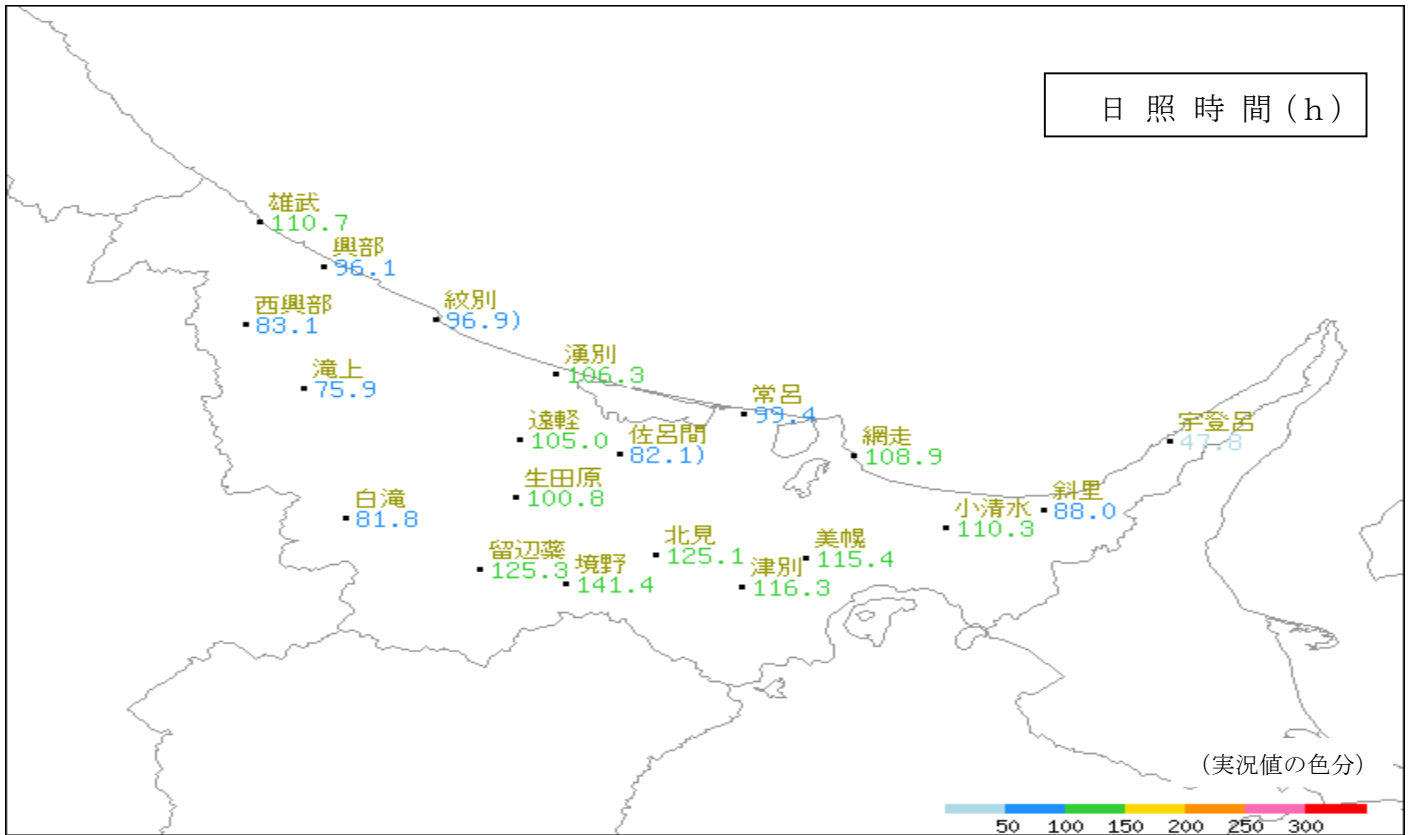 日照時間(h)
雄武
110.7
興部
96.1
西興部
83.1
紋別
96.9)
滝上
75.9
湧別
106.3
常呂
99.4
遠軽
105.0
佐呂間
82.1)
網走
108.9
宇登呂
47.8
生田原
100.8
白滝
81.8
斜里
88.0
小清水
110.3
留辺蘂
125.3
境野
141.4
北見
125.1
美幌
115.4
津別
116.3
(実況値の色分)
50 100 150 200 250 300